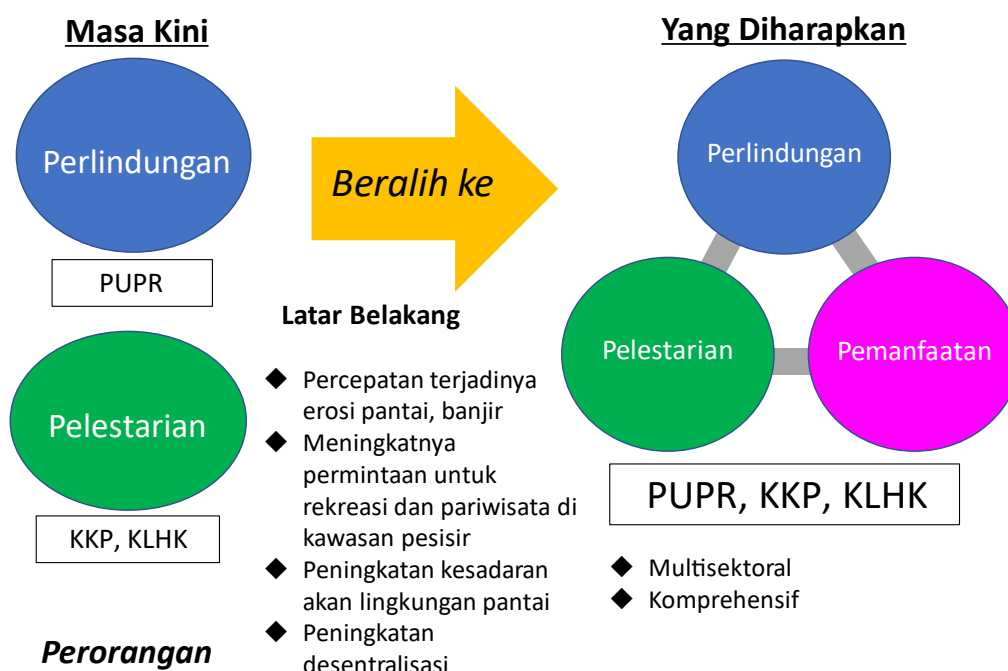 Masa Kini
Perlindungan
PUPR
Pelestarian
KKP, KLHK
Perorangan
Beralih ke
Latar Belakang
◆ Percepatan terjadinya
erosi pantai, banjir
◆ Meningkatnya
permintaan untuk
rekreasi dan pariwisata di
kawasan pesisir
◆ Peningkatan kesadaran
akan lingkungan pantai
◆ Peningkatan
desentralisasi
Yang Diharapkan
Perlindungan
Pelestarian
Pemanfaatan
PUPR, KKP, KLHK
◆ Multisektoral
◆ Komprehensif